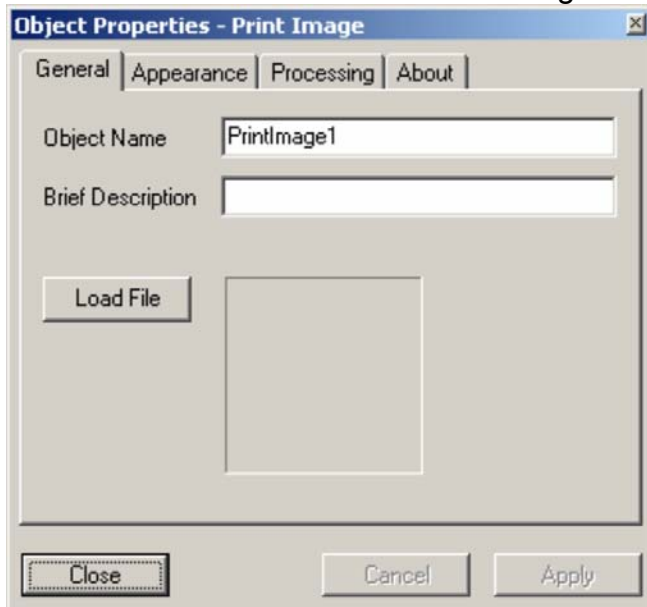 Object Properties - Print Image
General Appearance Processing About
Object Name PrintImage1
Brief Description
Load File
Close Cancel Apply